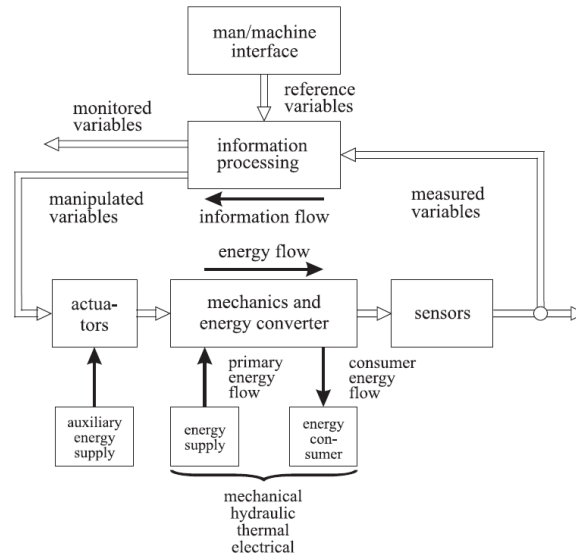 man/machine
interface
reference
variables
monitored
variables
information
processing
manipulated
variables
measured
variables
information flow
energy flow
actua-
tors
mechanics and
energy converter
sensors
primary
energy
flow
consumer
energy
flow
auxiliary
energy
supply
energy
supply
energy
con-
sumer
mechanical
hydraulic
thermal
electrical